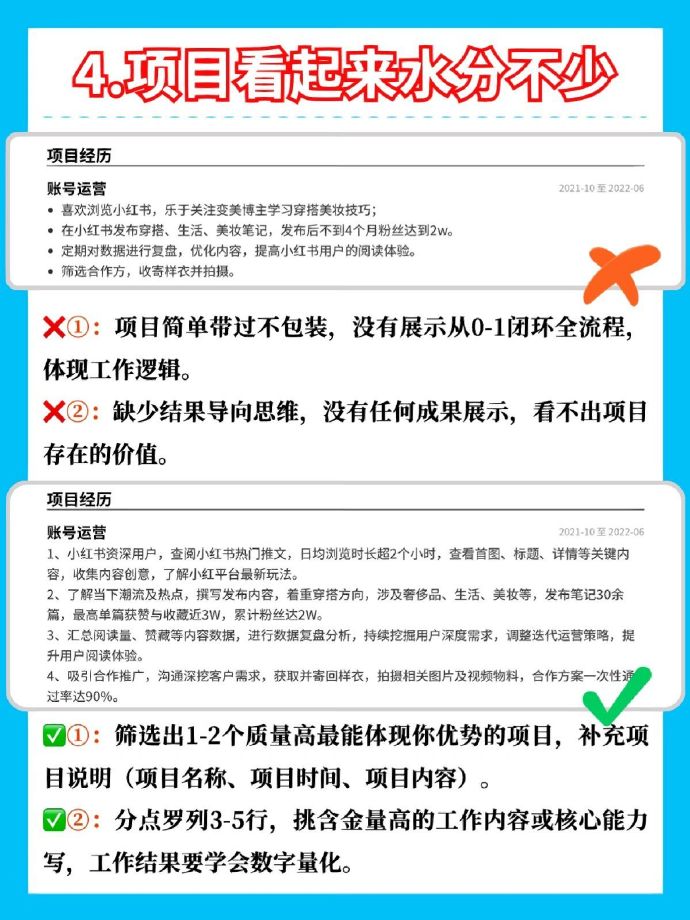 4.项目看起来水分不少
项目经历
账号运营
2021-10 至 2022-06
• 喜欢浏览小红书，乐于关注变美博主学习穿搭美妆技巧；
• 在小红书发布穿搭、生活、美妆笔记，发布后不到4个月粉丝达到2w。
• 定期对数据进行复盘，优化内容，提高小红书用户的阅读体验。
• 筛选合作方，收寄样衣并拍摄。
❌①：项目简单带过不包装，没有展示从0-1闭环全流程，
体现工作逻辑。
❌②：缺少结果导向思维，没有任何成果展示，看不出项目
存在的价值。
项目经历
账号运营
2021-10 至 2022-06
1、小红书资深用户，查阅小红书热门推文，日均浏览时长超2个小时，查看首图、标题、详情等关键内
容，收集内容创意，了解小红平台最新玩法。
2、了解当下潮流及热点，撰写发布内容，着重穿搭方向，涉及奢侈品、生活、美妆等，发布笔记30余
篇，最高单篇获赞与收藏近3W，累计粉丝达2W。
3、汇总阅读量、赞藏等内容数据，进行数据复盘分析，持续挖掘用户深度需求，调整迭代运营策略，提
升用户阅读体验。
4、吸引合作推广，沟通深挖客户需求，获取并寄回样衣，拍摄相关图片及视频物料，合作方案一次性通
过率达90%。
✅①：筛选出1-2个质量高最能体现你优势的项目，补充项
目说明（项目名称、项目时间、项目内容）。
✅②：分点罗列3-5行，挑含金量高的工作内容或核心能力
写，工作结果要学会数字量化。